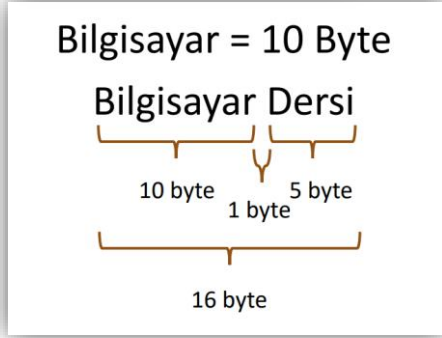 Bilgisayar = 10 Byte
Bilgisayar Dersi
10 byte
1 byte
5 byte
16 byte